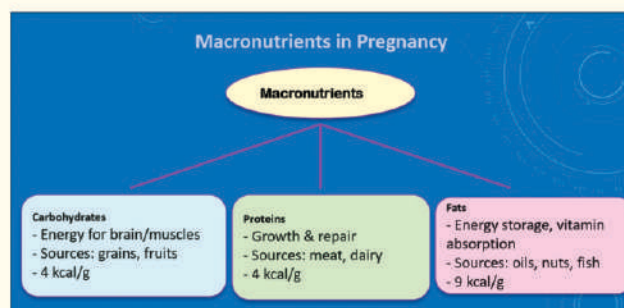 Macronutrients in Pregnancy
Macronutrients
Carbohydrates
- Energy for brain/muscles
- Sources: grains, fruits
- 4 kcal/g
Proteins
- Growth & repair
- Sources: meat, dairy
- 4 kcal/g
Fats
- Energy storage, vitamin
absorption
- Sources: oils, nuts, fish
- 9 kcal/g